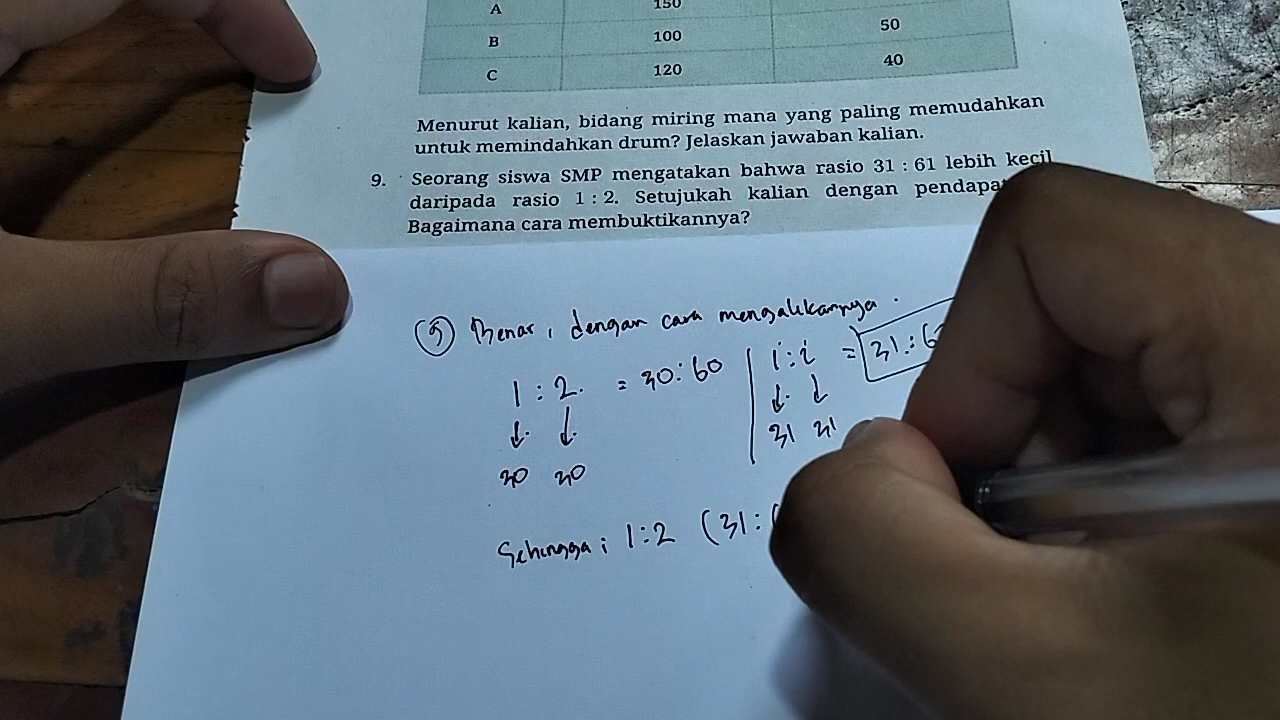 A 150
B 100 50
C 120 40
Menurut kalian, bidang miring mana yang paling memudahkan
untuk memindahkan drum? Jelaskan jawaban kalian.
9. Seorang siswa SMP mengatakan bahwa rasio 31 : 61 lebih kecil
daripada rasio 1 : 2. Setujukah kalian dengan
Bagaimana cara membuktikannya?
(9) Benar, dengan cara mengalikannya.
1 : 2. = 30:60 | 1:2 = 31:6
↓ ↓ ↓ ↓
30 30 31 31
Sehingga; 1:2 (31: